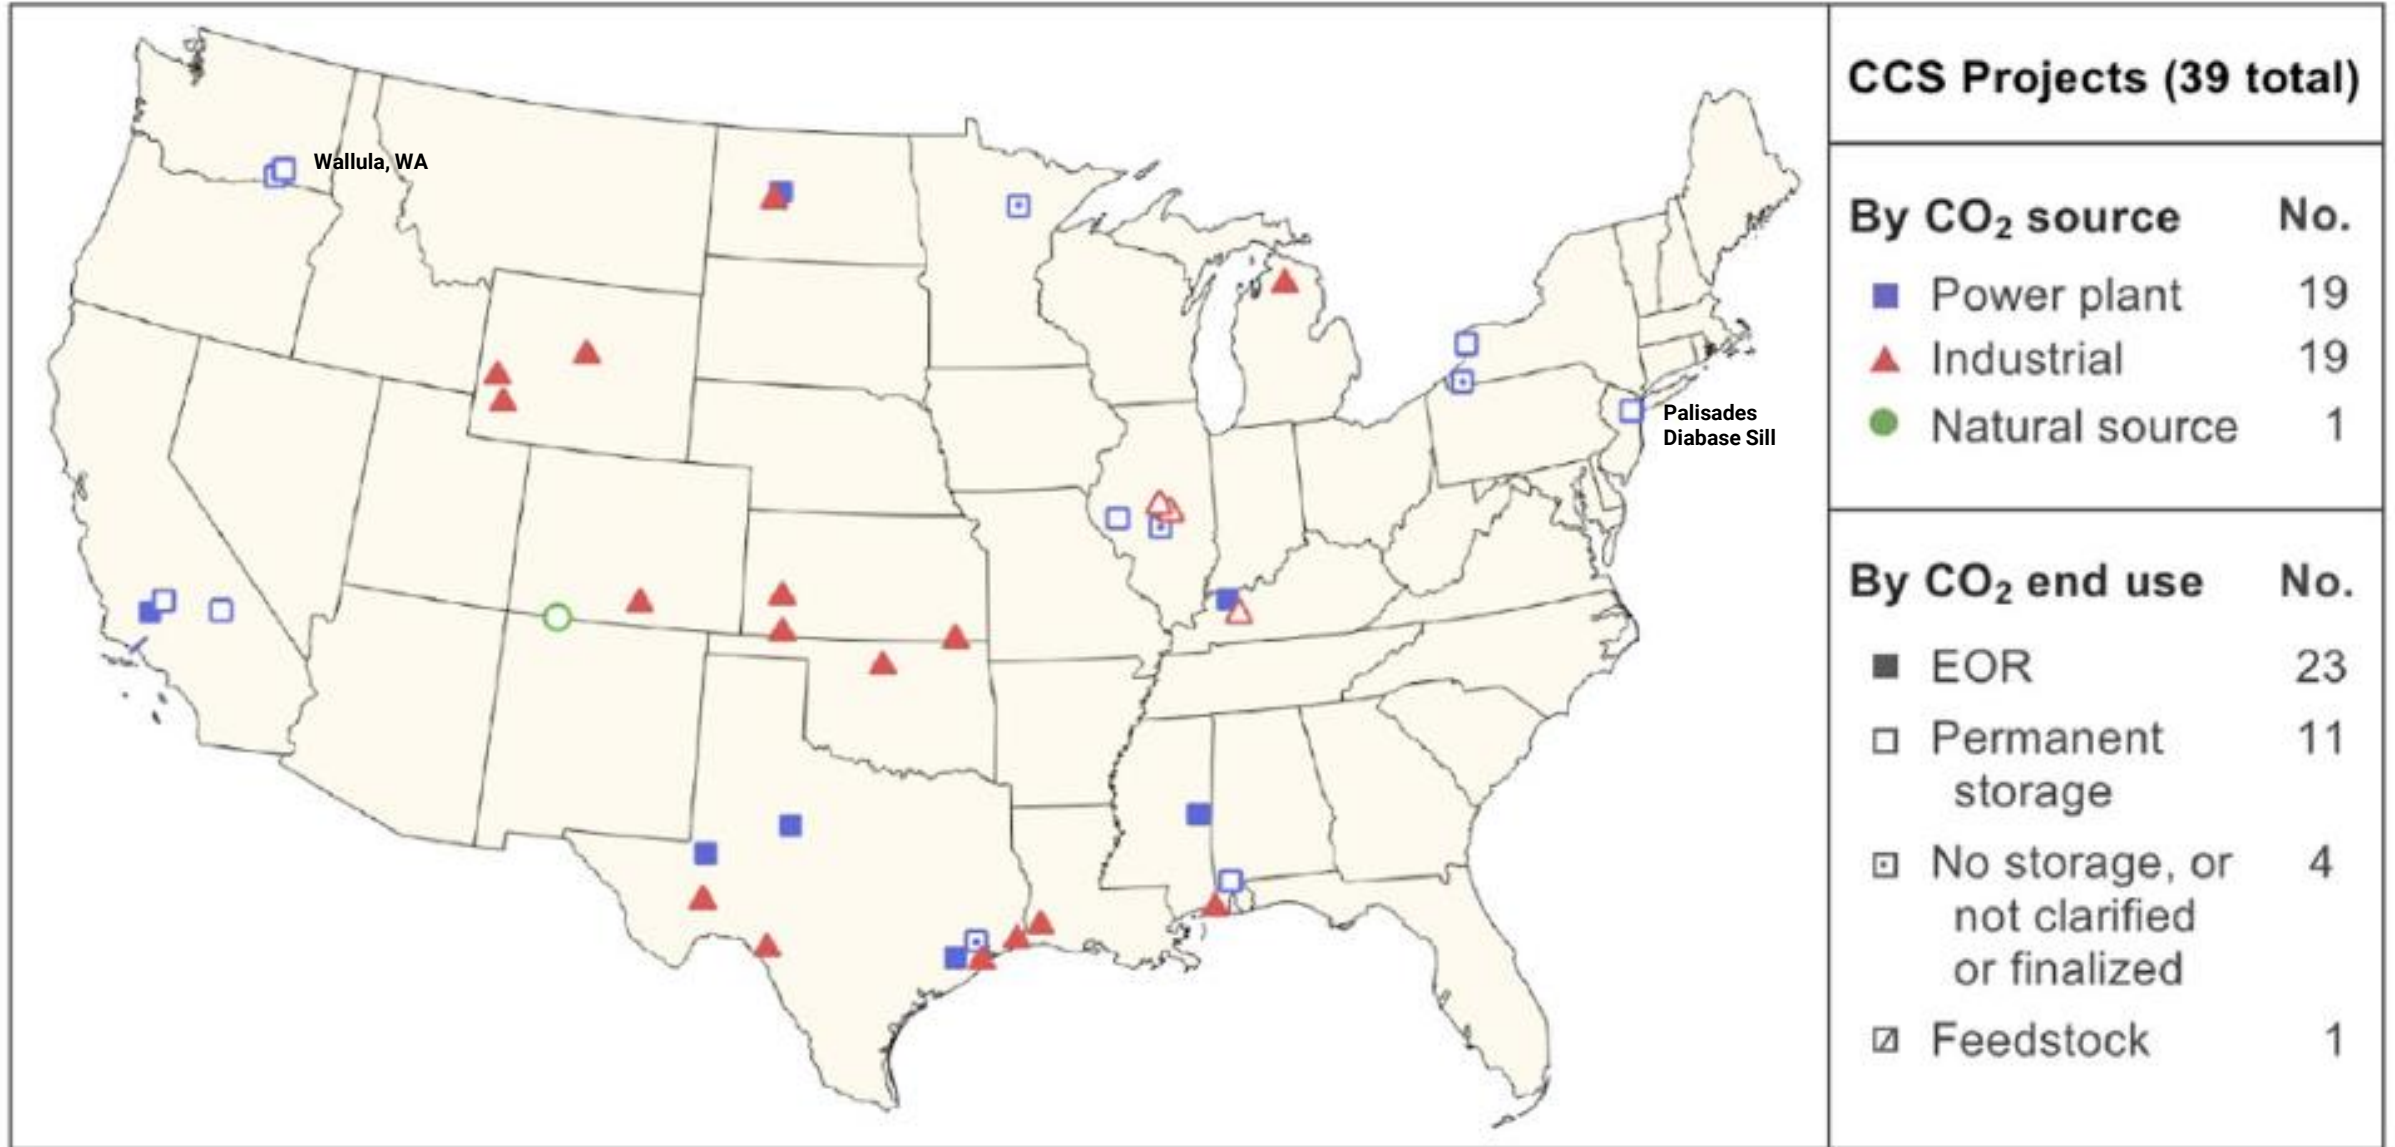 Wallula, WA
Palisades
Diabase Sill
CCS Projects (39 total)
By CO₂ source No.
Power plant 19
Industrial 19
Natural source 1
By CO₂ end use No.
EOR 23
Permanent 11
storage
No storage, or 4
not clarified
or finalized
Feedstock 1